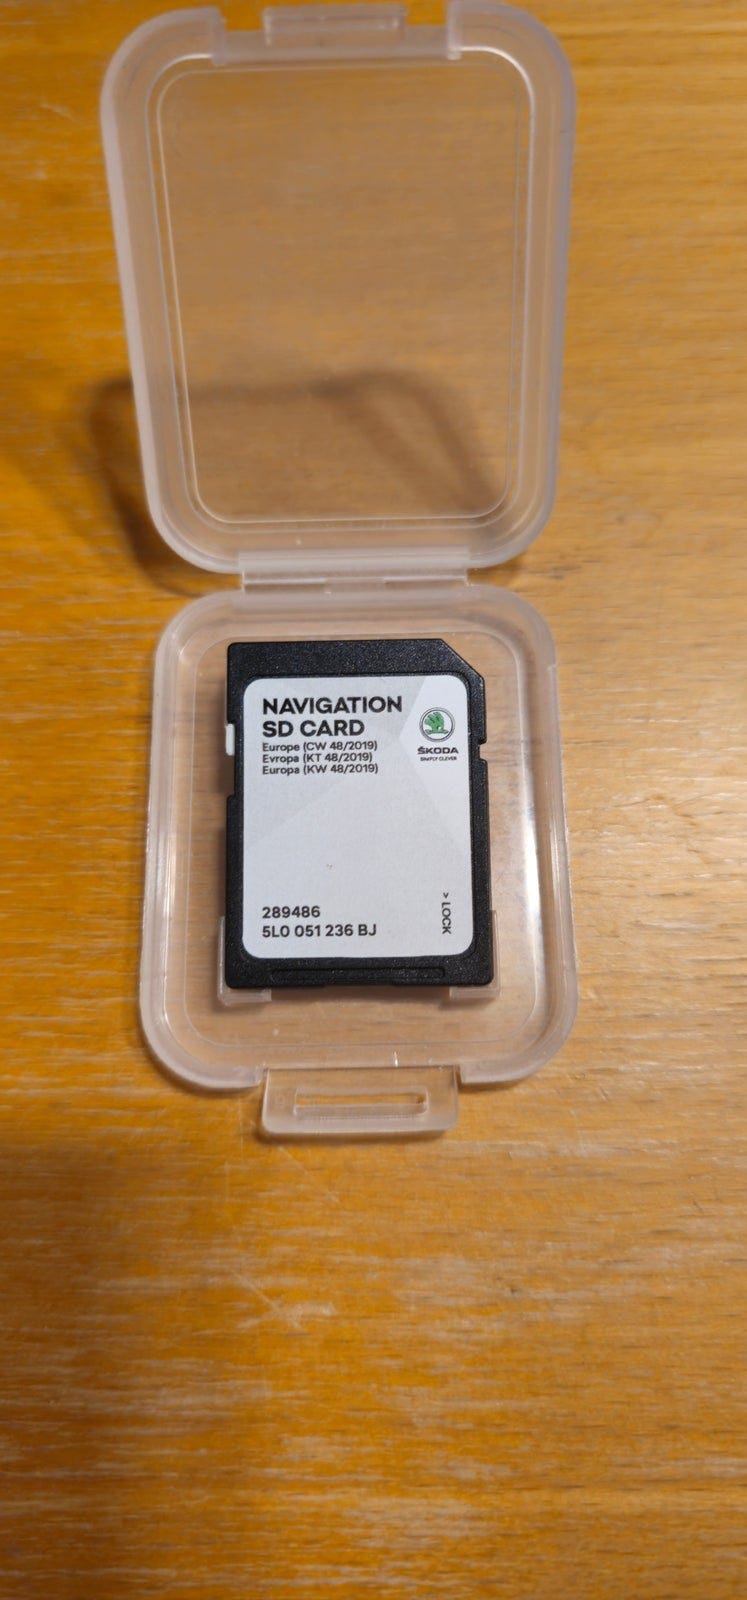 NAVIGATION
SD CARD
Europe (CW 48/2019)
Evropa (KT 48/2019)
Europa (KW 48/2019)
ŠKODA
SIMPLY CLEVER
289486
5L0 051 236 BJ
> LOCK